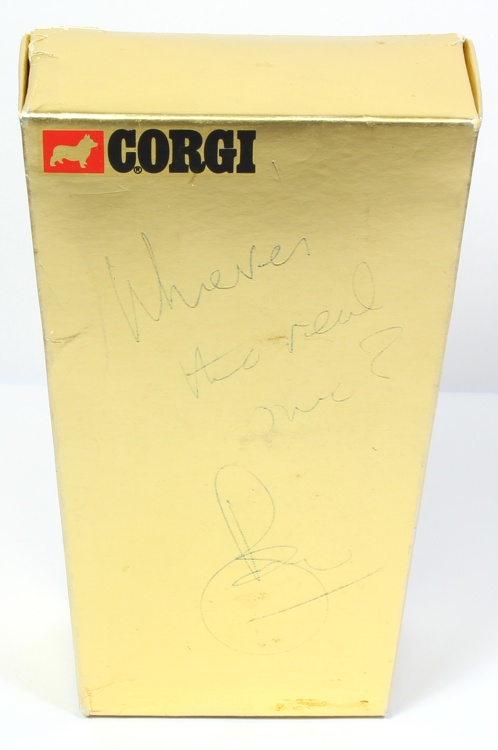 CORGI
Wheres
the real
one?